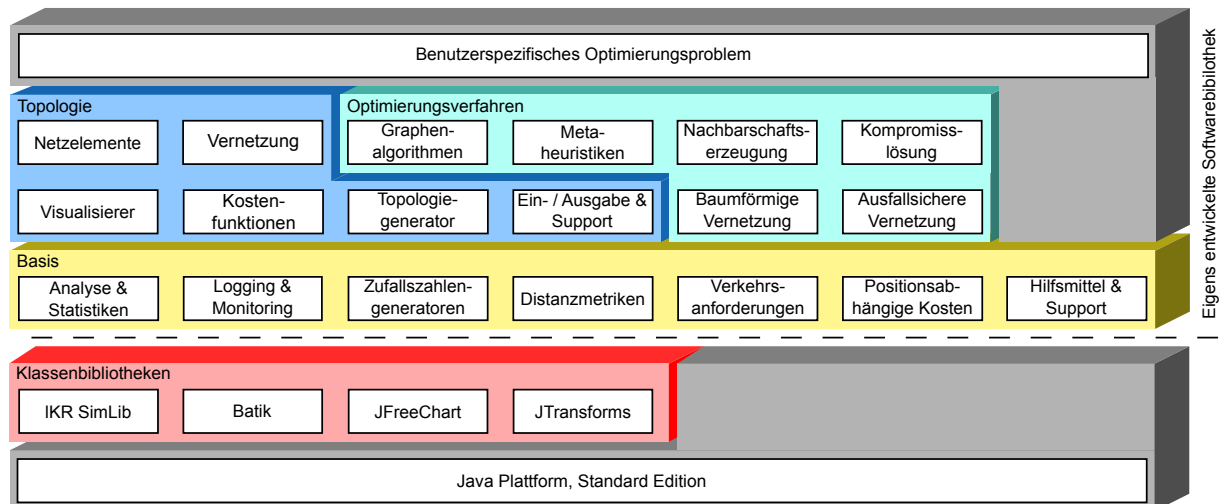 Benutzerspezifisches Optimierungsproblem
Topologie
Netzelemente
Vernetzung
Visualisierer
Kosten-
funktionen
Topologie-
generator
Ein- / Ausgabe &
Support
Optimierungsverfahren
Graphen-
algorithmen
Meta-
heuristiken
Nachbarschafts-
erzeugung
Kompromiss-
lösung
Baumförmige
Vernetzung
Ausfallsichere
Vernetzung
Basis
Analyse &
Statistiken
Logging &
Monitoring
Zufallszahlen-
generatoren
Distanzmetriken
Verkehrs-
anforderungen
Positionsab-
hängige Kosten
Hilfsmittel &
Support
Eigens entwickelte Softwarebibilothek
Klassenbibliotheken
IKR SimLib
Batik
JFreeChart
JTransforms
Java Plattform, Standard Edition